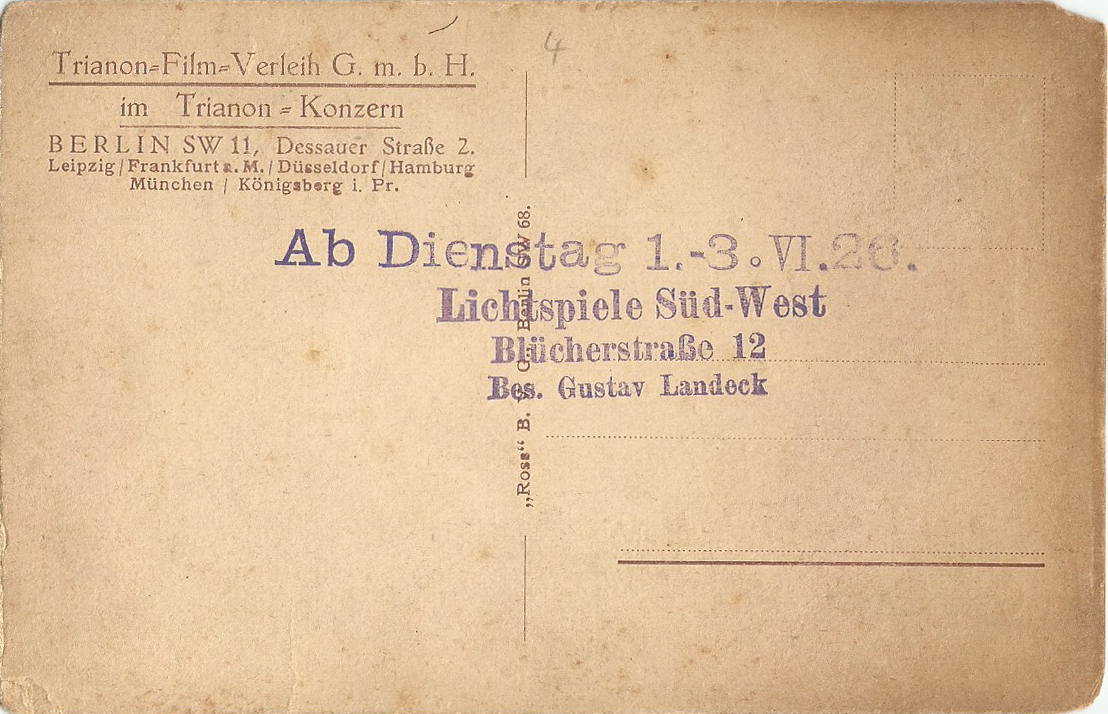 Trianon-Film-Verleih G. m. b. H.
im Trianon-Konzern
BERLIN SW 11, Dessauer Straße 2.
Leipzig / Frankfurt a. M. / Düsseldorf / Hamburg
München / Königsberg i. Pr.
4
Ab Dienstag 1.-3. VI. 26.
Lichtspiele Süd-West
Blücherstraße 12
Bes. Gustav Landeck
„Ross“ B. V. G. Berlin SW 68.